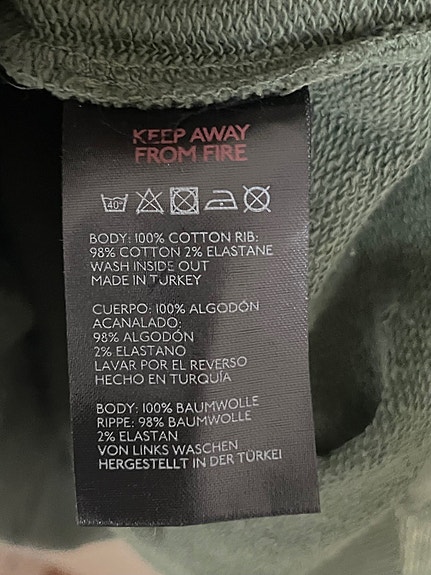 KEEP AWAY
FROM FIRE
40°
BODY: 100% COTTON RIB:
98% COTTON 2% ELASTANE
WASH INSIDE OUT
MADE IN TURKEY
CUERPO: 100% ALGODÓN
ACANALADO:
98% ALGODÓN
2% ELASTANO
LAVAR POR EL REVERSO
HECHO EN TURQUÍA
BODY: 100% BAUMWOLLE
RIPPE: 98% BAUMWOLLE
2% ELASTAN
VON LINKS WASCHEN
HERGESTELLT IN DER TÜRKEI